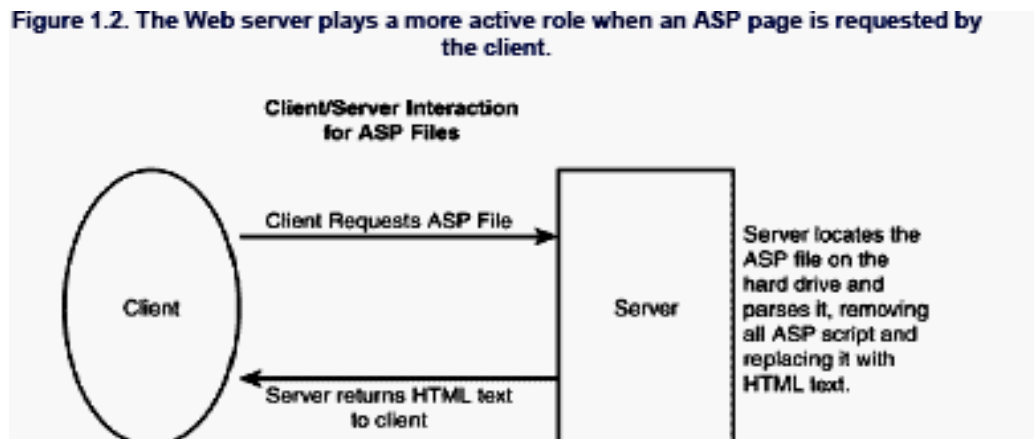 Figure 1.2. The Web server plays a more active role when an ASP page is requested by
the client.
Client/Server Interaction
for ASP Files
Client Requests ASP File
Client
Server
Server locates the
ASP file on the
hard drive and
parses it, removing
all ASP script and
replacing it with
HTML text.
Server returns HTML text
to client